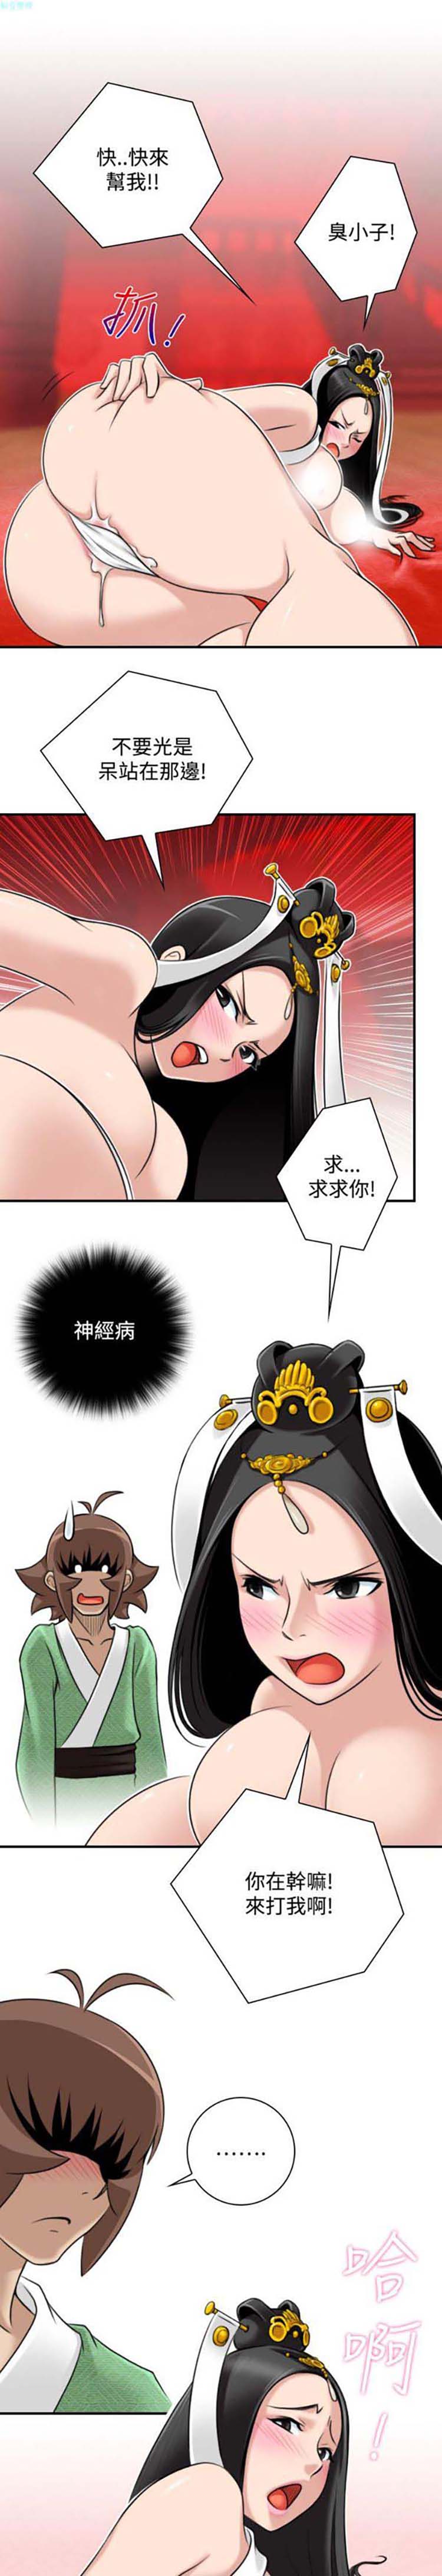 快..快來
幫我!!
臭小子!
抓!
不要光是
呆站在那邊!
求...
求求你!
神經病
你在幹嘛!
來打我啊!
.......
哈
啊
!